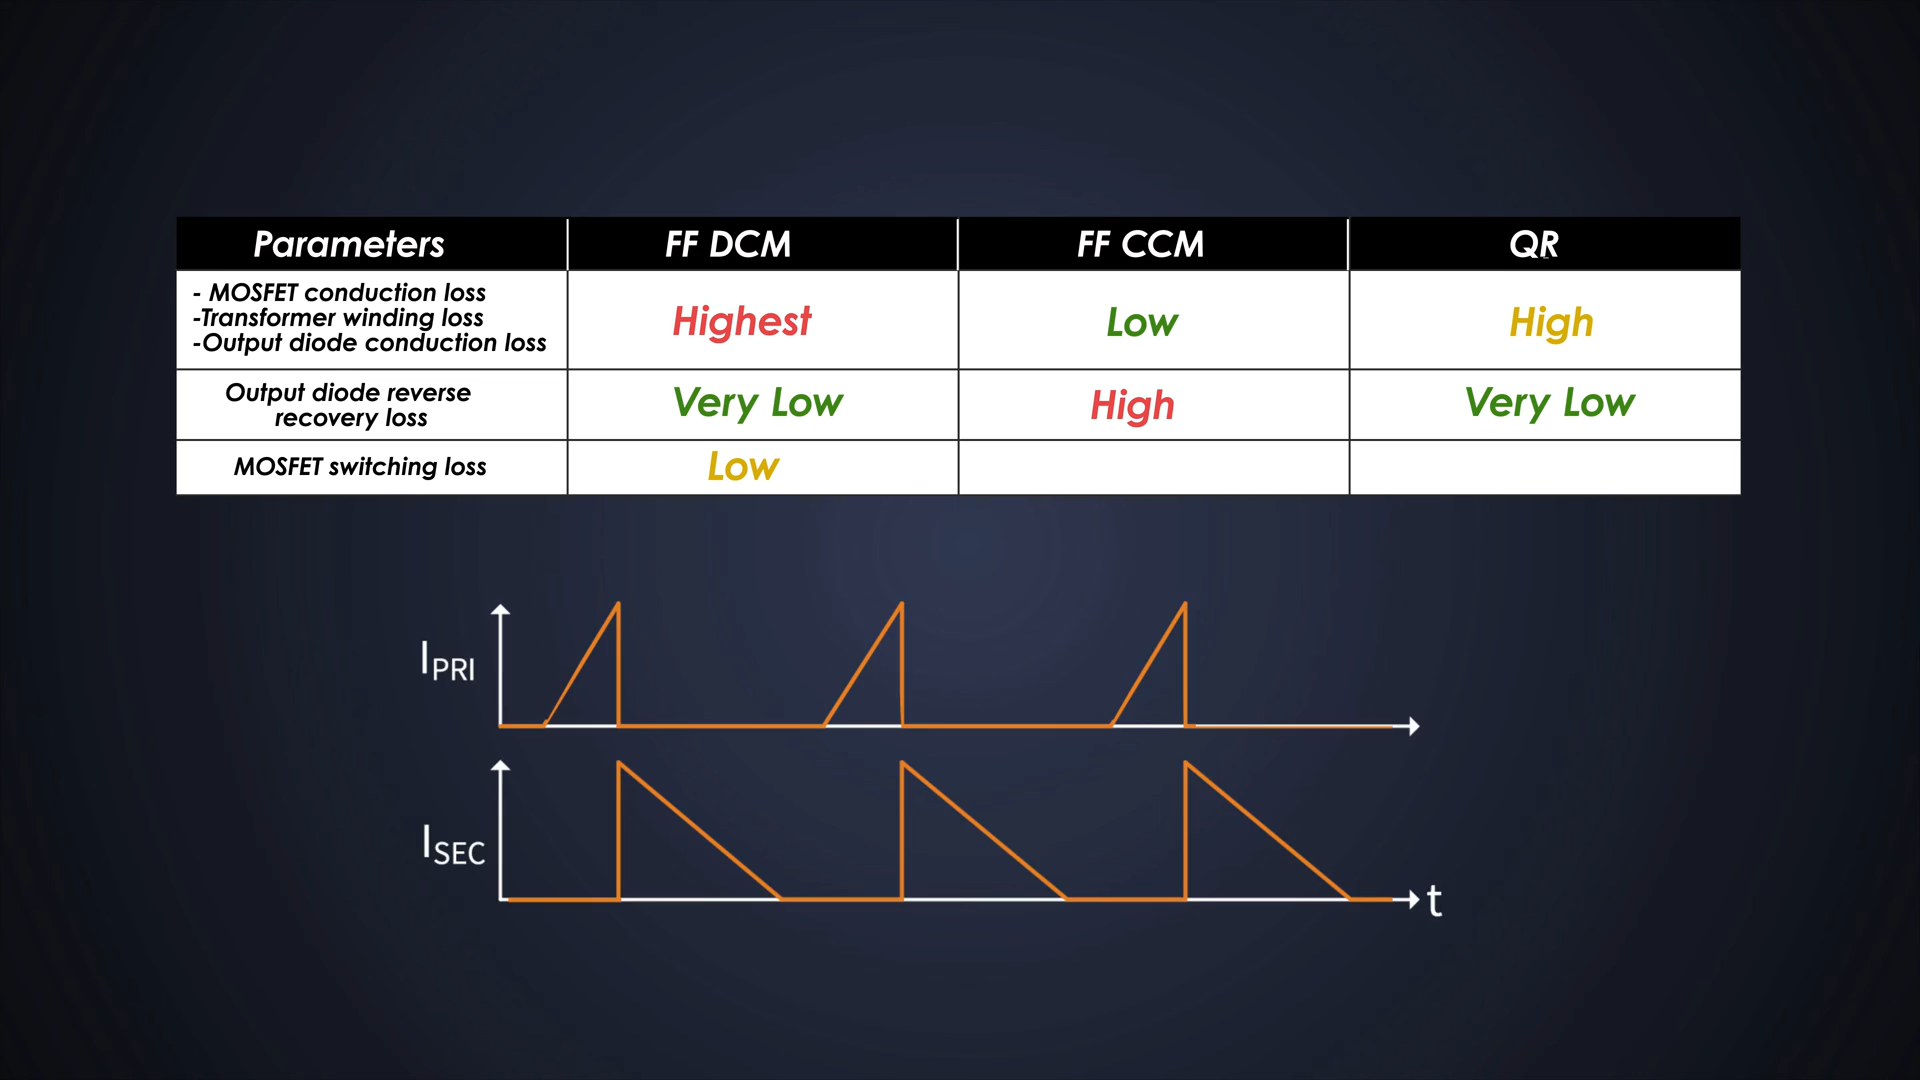 Parameters FF DCM FF CCM QR
- MOSFET conduction loss
-Transformer winding loss
-Output diode conduction loss
Highest Low High
Output diode reverse
recovery loss
Very Low High Very Low
MOSFET switching loss Low
IPRI
ISEC
t